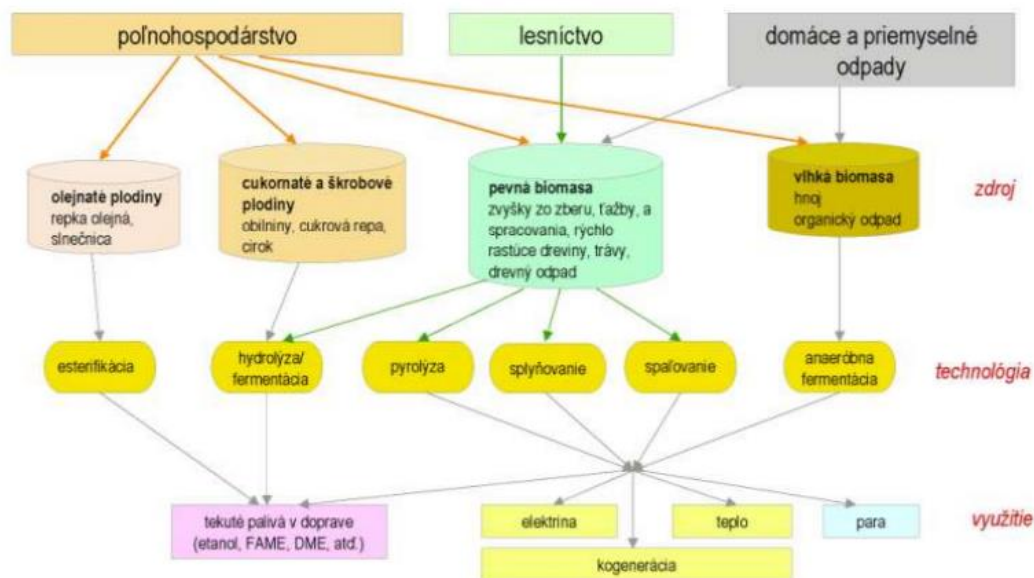 poľnohospodárstvo
lesníctvo
domáce a priemyselné
odpady
olejnaté plodiny
repka olejná,
slnečnica
cukornaté a škrobové
plodiny
obilniny, cukrová repa,
cirok
pevná biomasa
zvyšky zo zberu, ťažby, a
spracovania, rýchlo
rastúce dreviny, trávy,
drevný odpad
vlhká biomasa
hnoj
organický odpad
zdroj
esterifikácia
hydrolýza/
fermentácia
pyrolýza
splyňovanie
spaľovanie
anaeróbna
fermentácia
technológia
tekuté palivá v doprave
(etanol, FAME, DME, atď.)
elektrina
teplo
para
využítie
kogenerácia